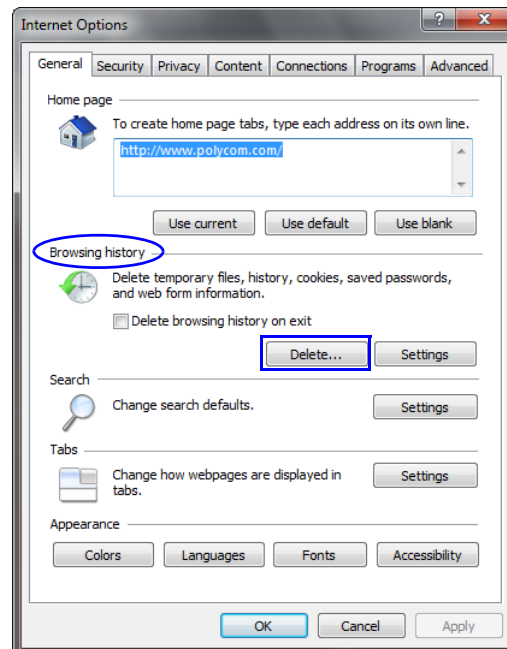 Internet Options
?
X
General Security Privacy Content Connections Programs Advanced
Home page
To create home page tabs, type each address on its own line.
http://www.polycom.com/
Use current Use default Use blank
Browsing history
Delete temporary files, history, cookies, saved passwords,
and web form information.
Delete browsing history on exit
Delete... Settings
Search
Change search defaults. Settings
Tabs
Change how webpages are displayed in
tabs.
Settings
Appearance
Colors Languages Fonts Accessibility
OK Cancel Apply